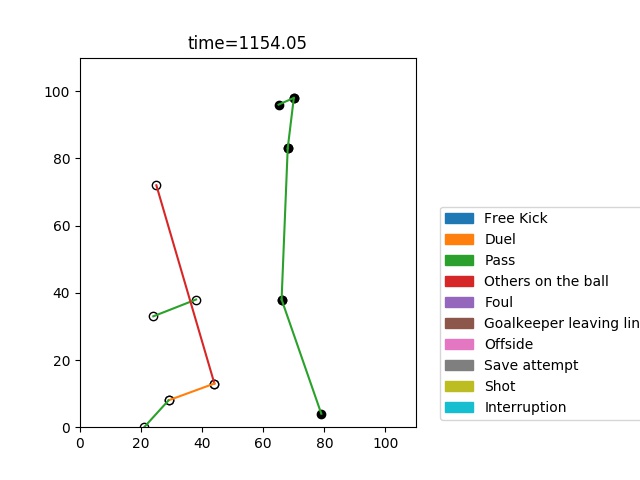 time=1154.05
100
80
60
40
20
0
0 20 40 60 80 100
Free Kick
Duel
Pass
Others on the ball
Foul
Goalkeeper leaving lin
Offside
Save attempt
Shot
Interruption